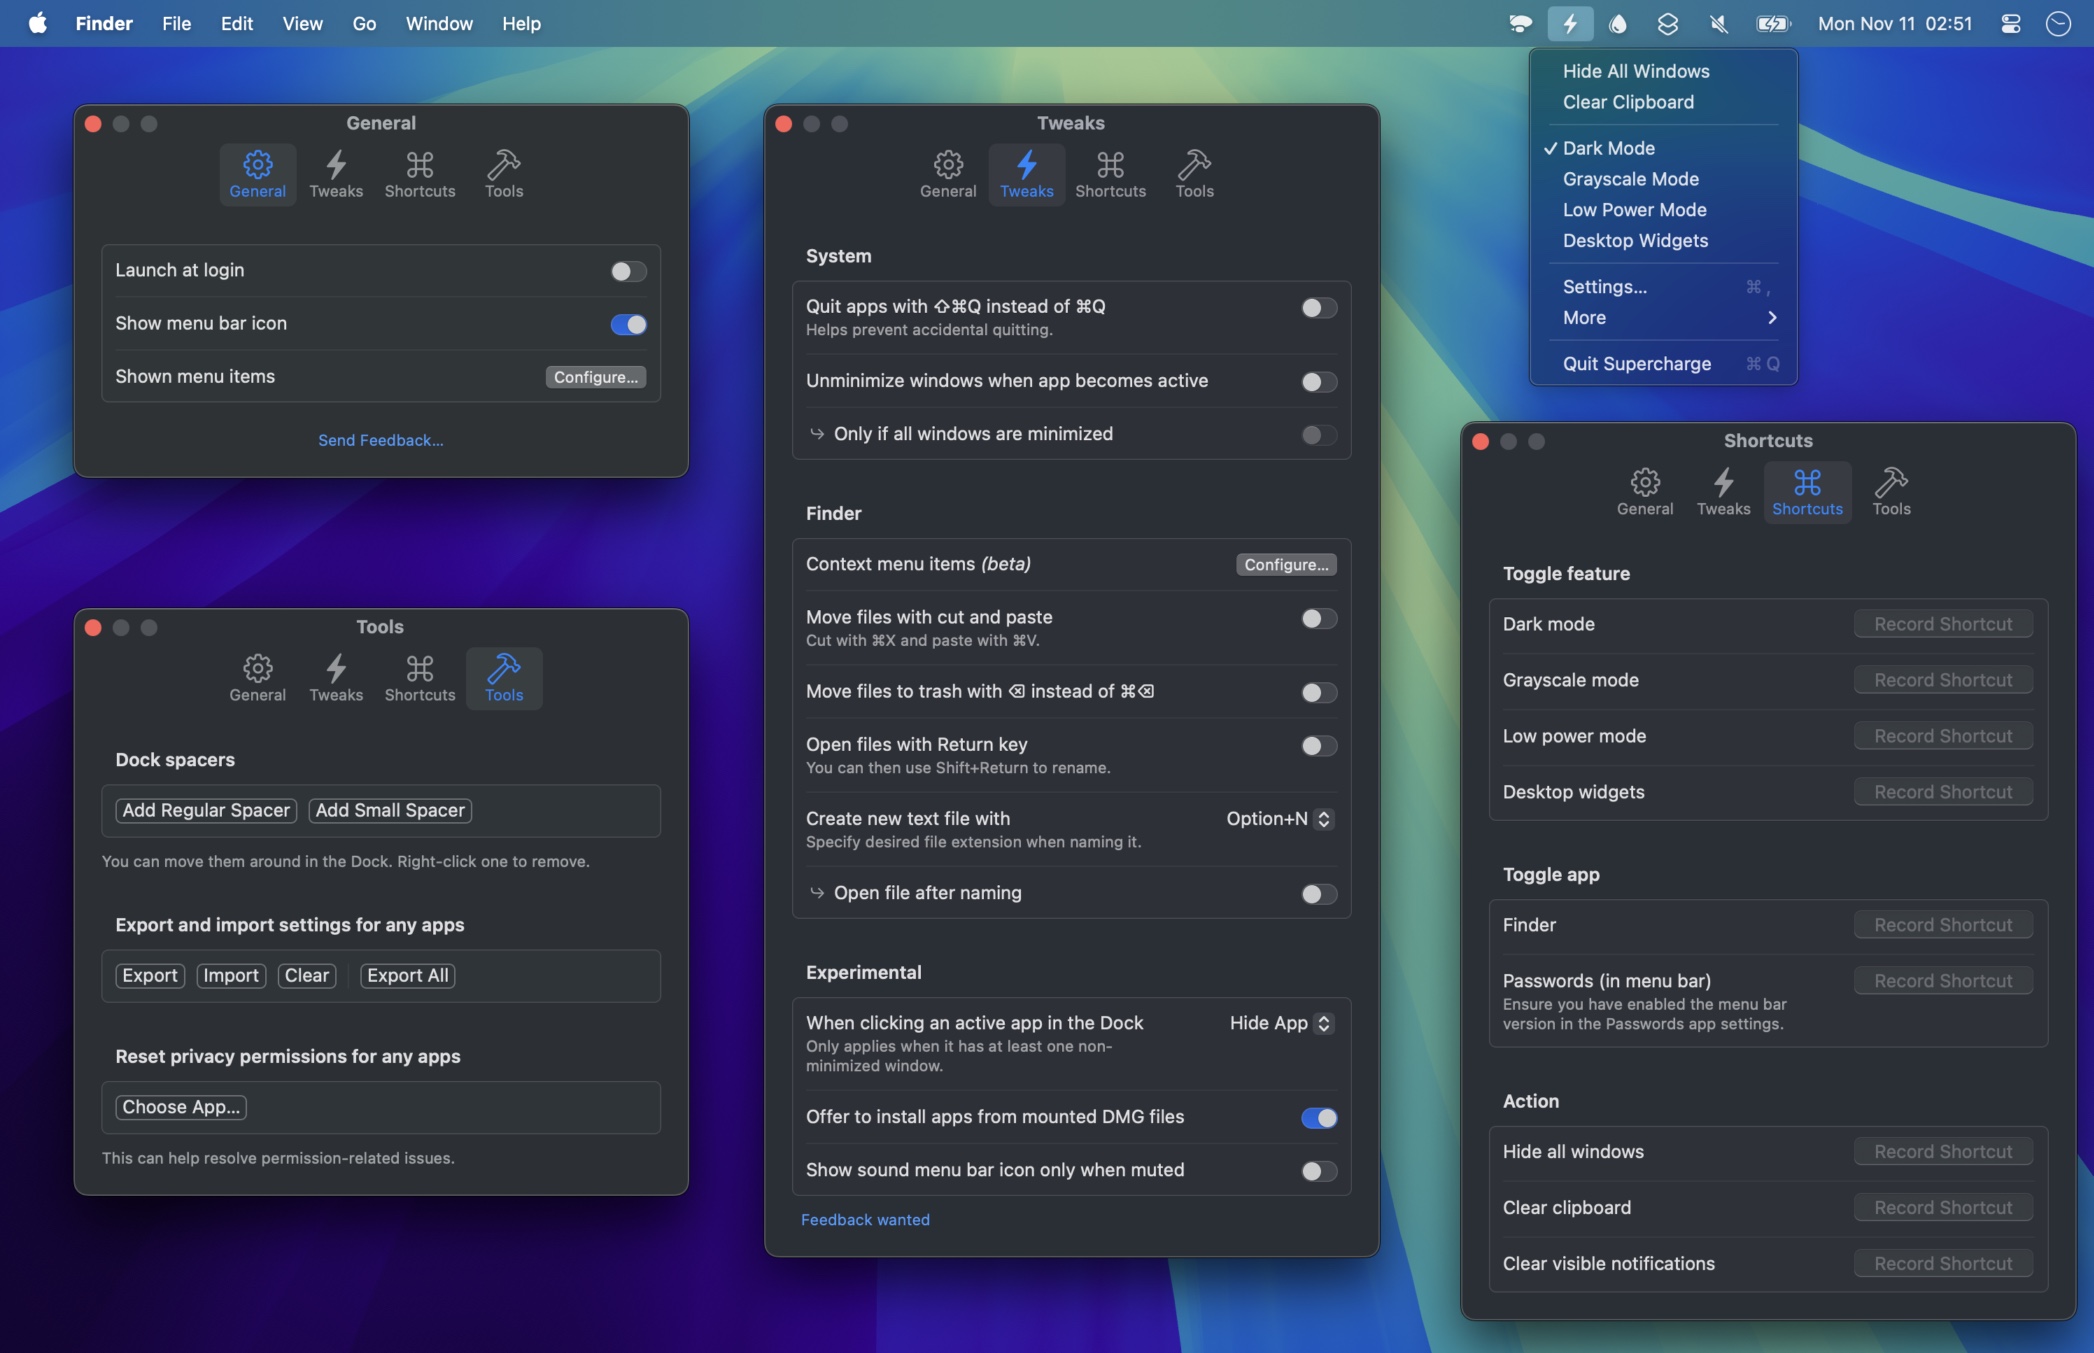 Finder File Edit View Go Window Help
Mon Nov 11 02:51
General
General Tweaks Shortcuts Tools
Launch at login
Show menu bar icon
Shown menu items Configure...
Send Feedback...
Tools
General Tweaks Shortcuts Tools
Dock spacers
Add Regular Spacer Add Small Spacer
You can move them around in the Dock. Right-click one to remove.
Export and import settings for any apps
Export Import Clear Export All
Reset privacy permissions for any apps
Choose App...
This can help resolve permission-related issues.
Tweaks
General Tweaks Shortcuts Tools
System
Quit apps with ⇧⌘Q instead of ⌘Q
Helps prevent accidental quitting.
Unminimize windows when app becomes active
↪ Only if all windows are minimized
Finder
Context menu items (beta) Configure...
Move files with cut and paste
Cut with ⌘X and paste with ⌘V.
Move files to trash with ⌫ instead of ⌘⌫
Open files with Return key
You can then use Shift+Return to rename.
Create new text file with Option+N
Specify desired file extension when naming it.
↪ Open file after naming
Experimental
When clicking an active app in the Dock Hide App
Only applies when it has at least one non-
minimized window.
Offer to install apps from mounted DMG files
Show sound menu bar icon only when muted
Feedback wanted
Hide All Windows
Clear Clipboard
✓ Dark Mode
Grayscale Mode
Low Power Mode
Desktop Widgets
Settings... ⌘ ,
More
Quit Supercharge ⌘ Q
Shortcuts
General Tweaks Shortcuts Tools
Toggle feature
Dark mode Record Shortcut
Grayscale mode Record Shortcut
Low power mode Record Shortcut
Desktop widgets Record Shortcut
Toggle app
Finder Record Shortcut
Passwords (in menu bar) Record Shortcut
Ensure you have enabled the menu bar
version in the Passwords app settings.
Action
Hide all windows Record Shortcut
Clear clipboard Record Shortcut
Clear visible notifications Record Shortcut